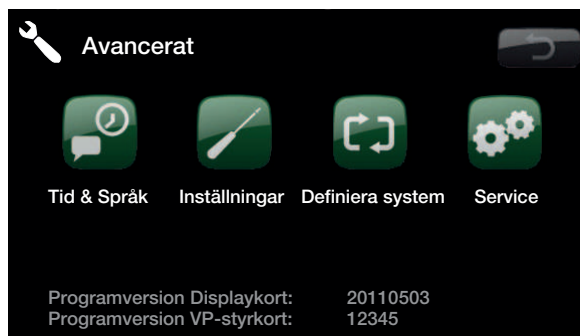 Avancerat
Tid & Språk Inställningar Definiera system Service
Programversion Displaykort: 20110503
Programversion VP-styrkort: 12345